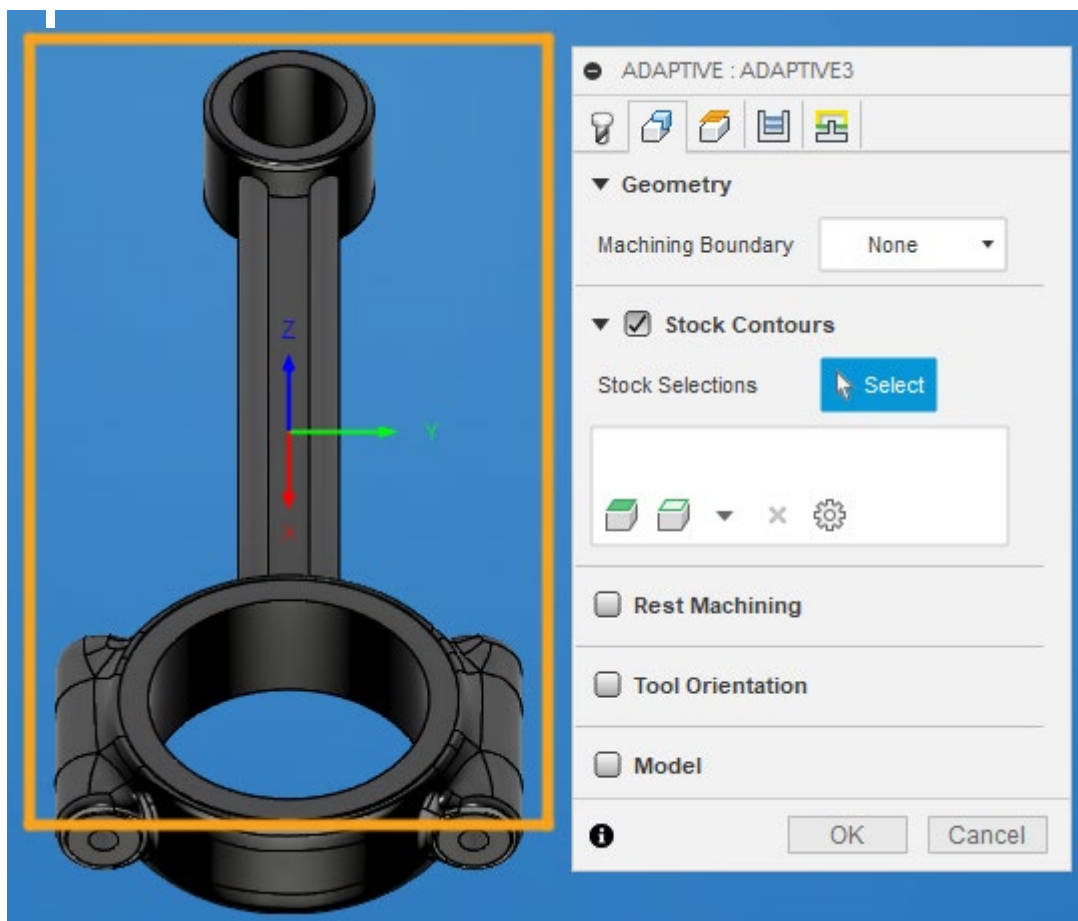 ADAPTIVE : ADAPTIVE3
Geometry
Machining Boundary None
Stock Contours
Stock Selections Select
Z
Y
X
Rest Machining
Tool Orientation
Model
OK Cancel